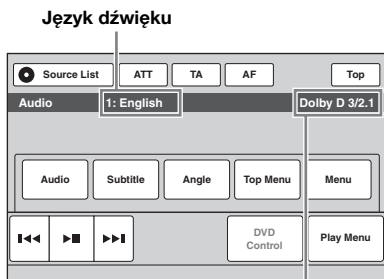 Język dźwięku
Source List ATT TA AF Top
Audio 1: English Dolby D 3/2.1
Audio Subtitle Angle Top Menu Menu
DVD Control Play Menu